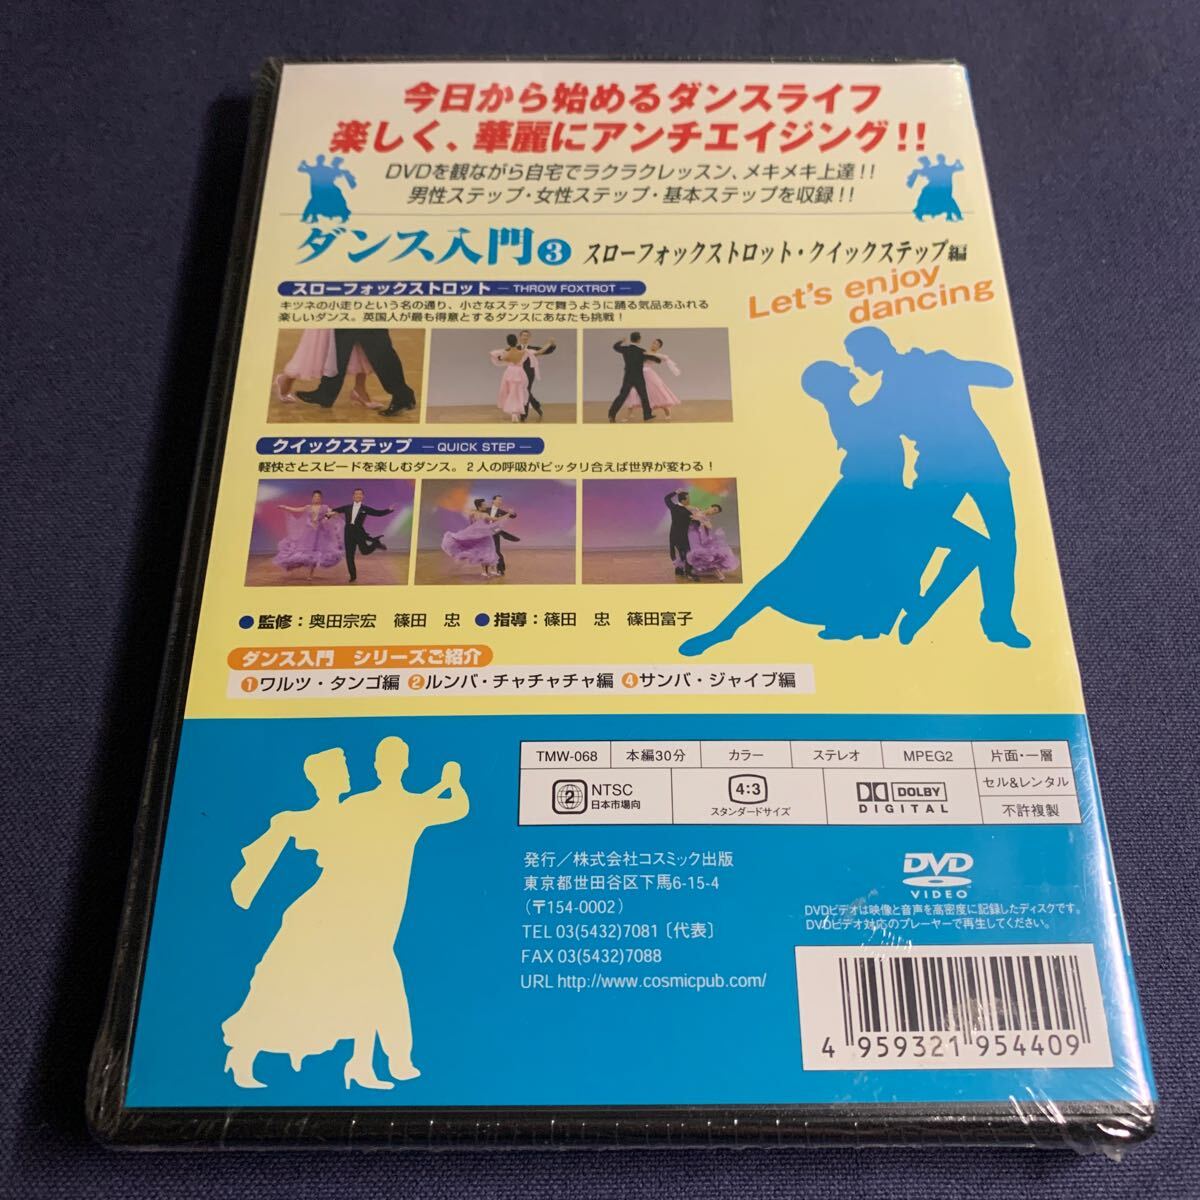 今日から始めるダンスライフ
楽しく、華麗にアンチエイジング!!
DVDを観ながら自宅でラクラクレッスン、メキメキ上達!!
男性ステップ・女性ステップ・基本ステップを収録!!
ダンス入門❸ スローフォックストロット・クイックステップ編
Let's enjoy
dancing
スローフォックストロット ― THROW FOXTROT ―
キツネの小走りという名の通り、小さなステップで舞うように踊る気品あふれる
楽しいダンス。英国人が最も得意とするダンスにあなたも挑戦!
クイックステップ ― QUICK STEP ―
軽快さとスピードを楽しむダンス。2人の呼吸がピッタリ合えば世界が変わる!
●監修:奥田宗宏 篠田 忠 ●指導:篠田 忠 篠田富子
ダンス入門 シリーズご紹介
❶ワルツ・タンゴ編 ❷ルンバ・チャチャチャ編 ❹サンバ・ジャイブ編
TMW-068 本編30分 カラー ステレオ MPEG2 片面・一層
2 NTSC 日本市場向
4:3 スタンダードサイズ
DOLBY DIGITAL
セル&レンタル
不許複製
発行/株式会社コスミック出版
東京都世田谷区下馬6-15-4
(〒154-0002)
TEL 03(5432)7081〔代表〕
FAX 03(5432)7088
URL http://www.cosmicpub.com/
DVD
VIDEO
DVDビデオは映像と音声を高密度に記録したディスクです。
DVDビデオ対応のプレーヤーで再生してください。
4 959321 954409